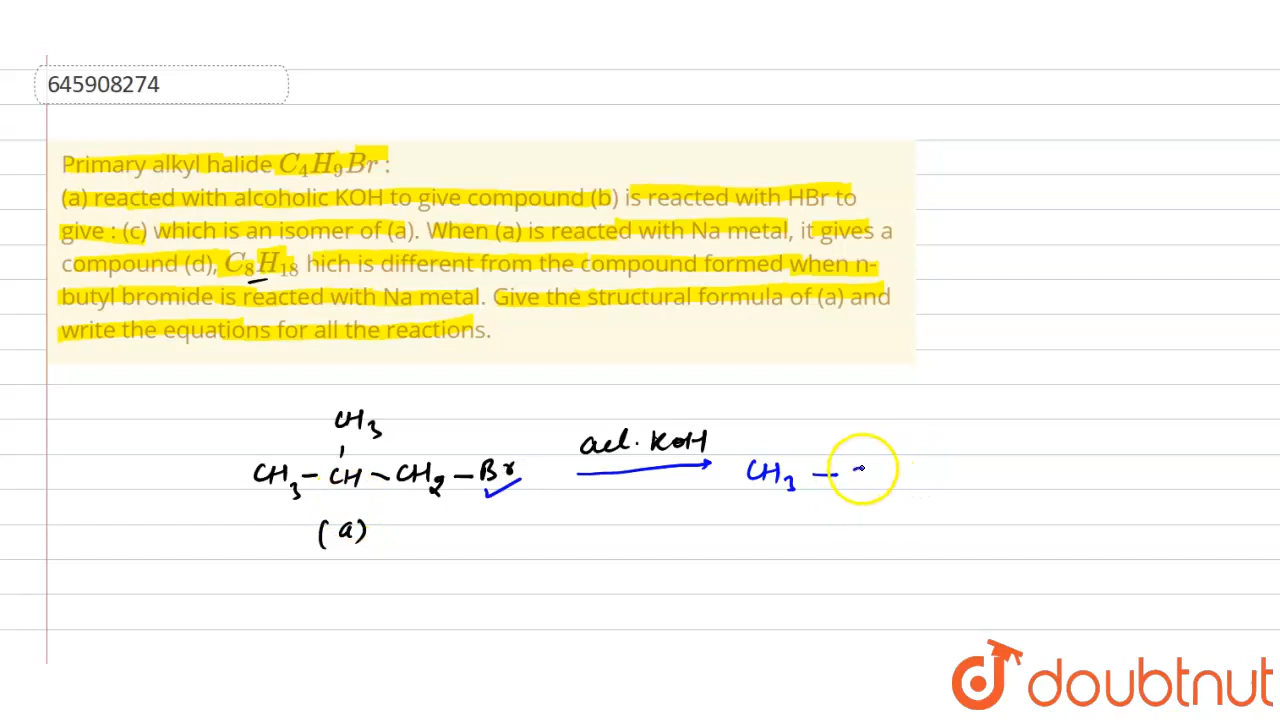 645908274
Primary alkyl halide C₄H₉Br :
(a) reacted with alcoholic KOH to give compound (b) is reacted with HBr to
give : (c) which is an isomer of (a). When (a) is reacted with Na metal, it gives a
compound (d), C₈H₁₈ hich is different from the compound formed when n-
butyl bromide is reacted with Na metal. Give the structural formula of (a) and
write the equations for all the reactions.
CH₃
CH₃ - CH - CH₂ - Br alcl. KOH CH₃ -
(a)
doubtnut